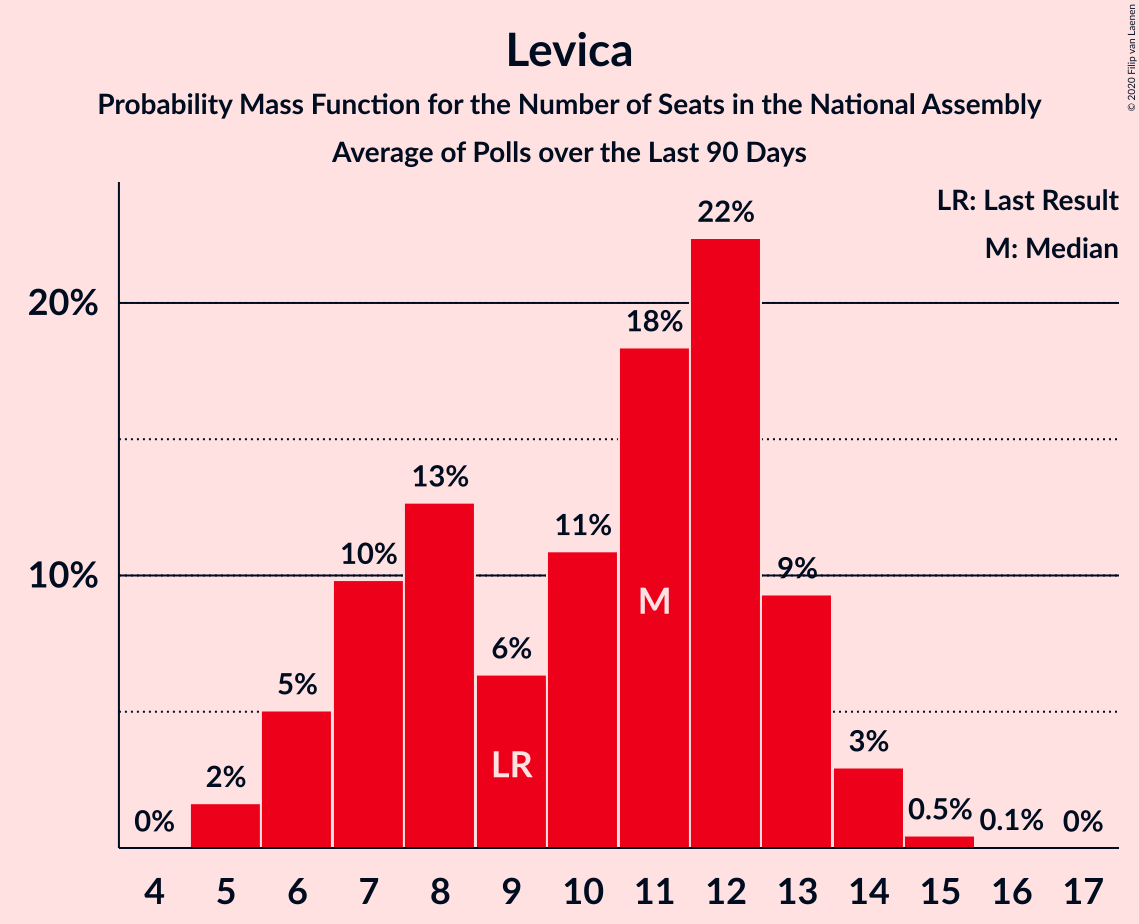 Levica
Probability Mass Function for the Number of Seats in the National Assembly
Average of Polls over the Last 90 Days
© 2020 Filip van Laenen
LR: Last Result
M: Median
22%
20%
18%
13%
11%
10%
10%
9%
M
6%
5%
LR
3%
2%
0%
0.5%
0.1%
0%
4 5 6 7 8 9 10 11 12 13 14 15 16 17